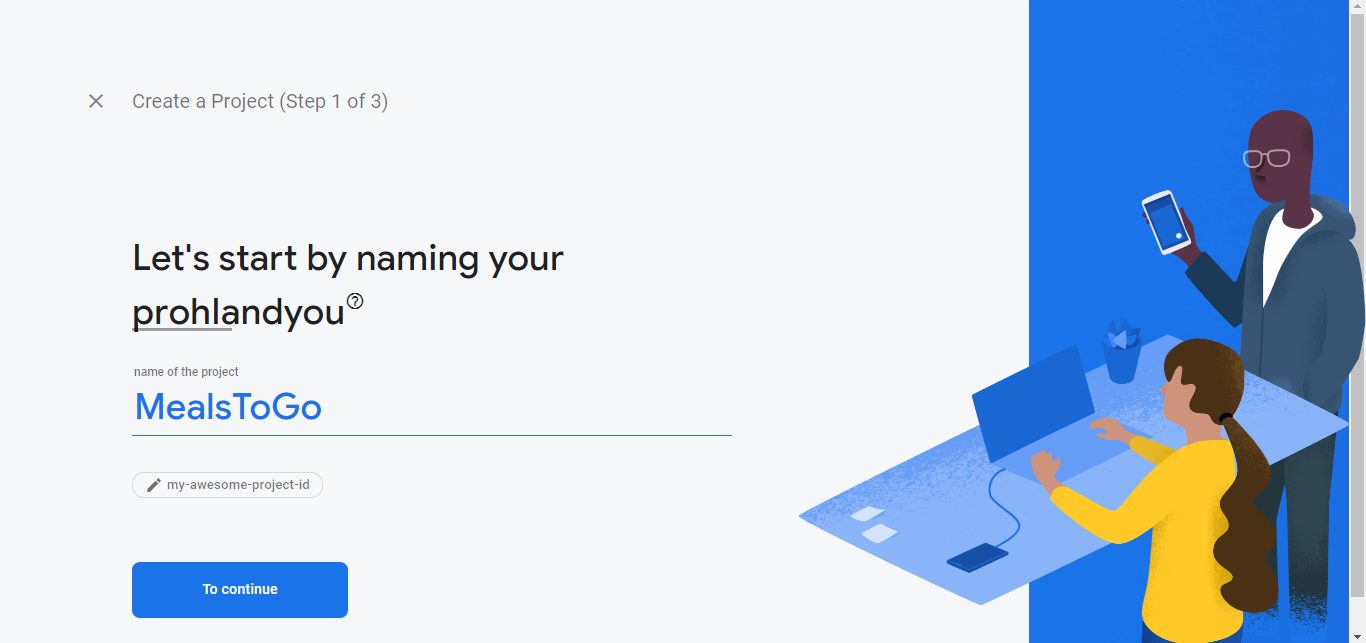 Create a Project (Step 1 of 3)
Let's start by naming your
prohlandyou?
name of the project
MealsToGo
my-awesome-project-id
To continue